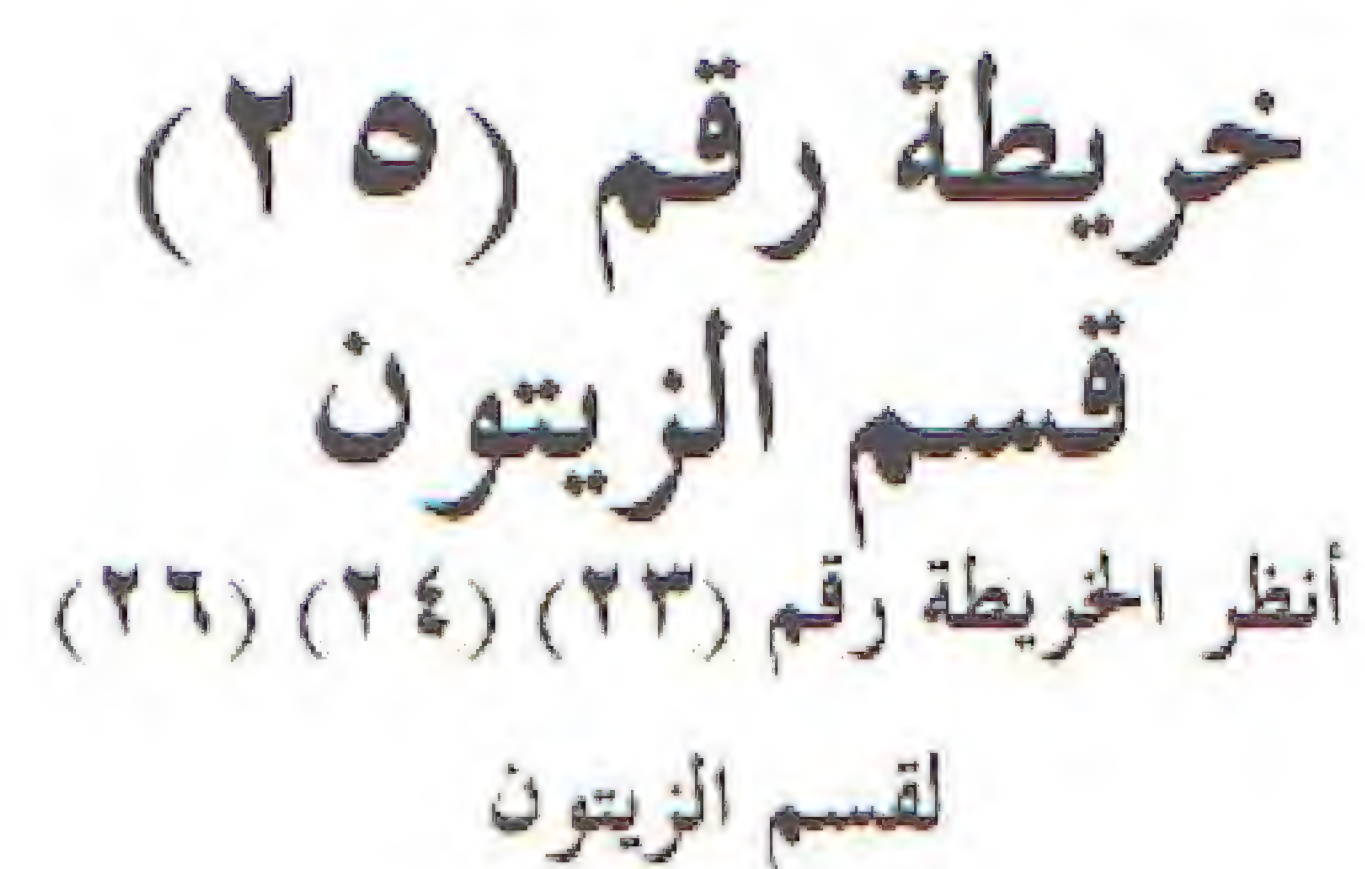 خريطة رقم (٢٥)
قسم الزيتون
أنظر الخريطة رقم (٢٣) (٢٤) (٢٦)
لقسم الزيتون